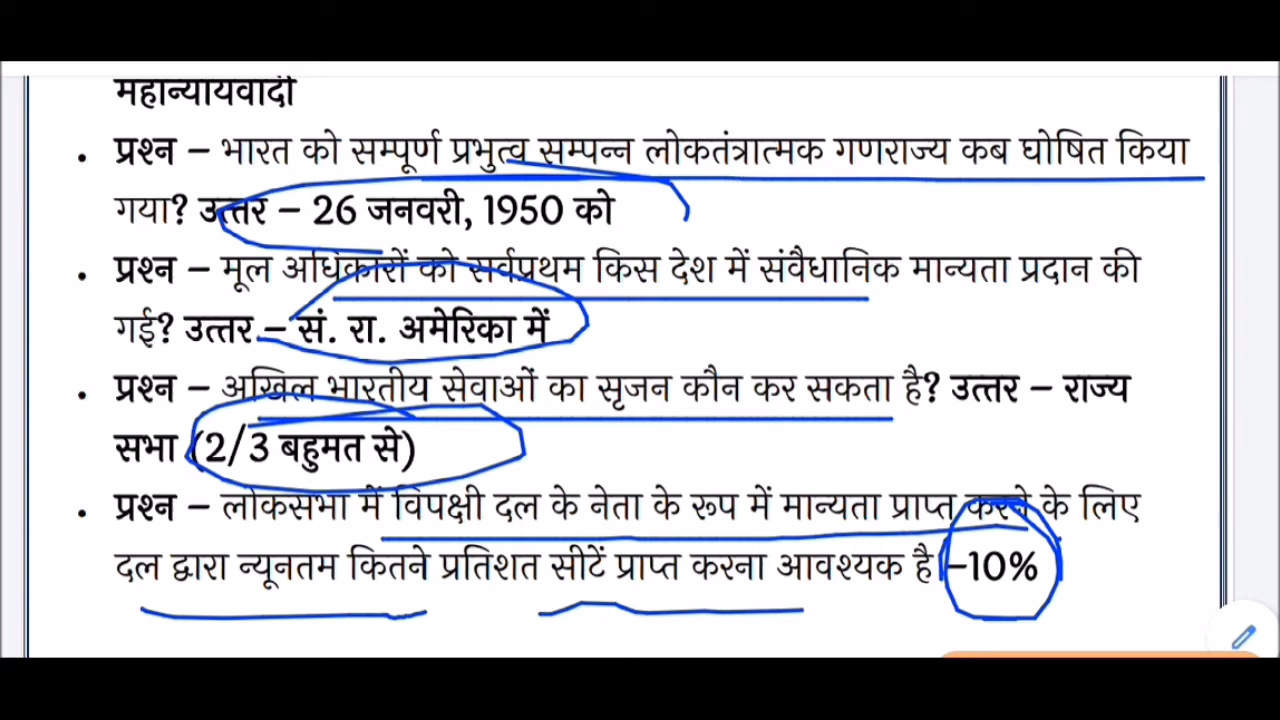 महान्यायवादी
• प्रश्न – भारत को सम्पूर्ण प्रभुत्व सम्पन्न लोकतंत्रात्मक गणराज्य कब घोषित किया
गया? उत्तर – 26 जनवरी, 1950 को
• प्रश्न – मूल अधिकारों को सर्वप्रथम किस देश में संवैधानिक मान्यता प्रदान की
गई? उत्तर – सं. रा. अमेरिका में
• प्रश्न – अखिल भारतीय सेवाओं का सृजन कौन कर सकता है? उत्तर – राज्य
सभा (2/3 बहुमत से)
• प्रश्न – लोकसभा में विपक्षी दल के नेता के रूप में मान्यता प्राप्त करने के लिए
दल द्वारा न्यूनतम कितने प्रतिशत सीटें प्राप्त करना आवश्यक है –10%